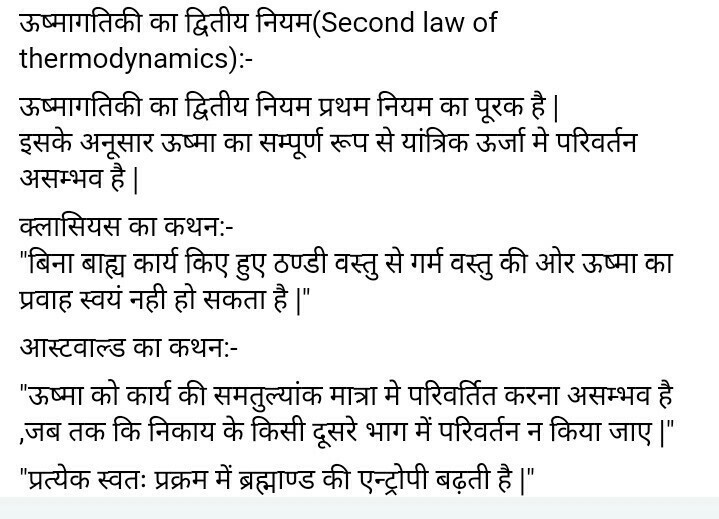 ऊष्मागतिकी का द्वितीय नियम(Second law of
thermodynamics):-
ऊष्मागतिकी का द्वितीय नियम प्रथम नियम का पूरक है |
इसके अनुसार ऊष्मा का सम्पूर्ण रूप से यांत्रिक ऊर्जा मे परिवर्तन
असम्भव है |
क्लासियस का कथन:-
"बिना बाह्य कार्य किए हुए ठण्डी वस्तु से गर्म वस्तु की ओर ऊष्मा का
प्रवाह स्वयं नही हो सकता है |"
आस्टवाल्ड का कथन:-
"ऊष्मा को कार्य की समतुल्यांक मात्रा मे परिवर्तित करना असम्भव है
,जब तक कि निकाय के किसी दूसरे भाग में परिवर्तन न किया जाए |"
"प्रत्येक स्वतः प्रक्रम में ब्रह्माण्ड की एन्ट्रोपी बढ़ती है |"